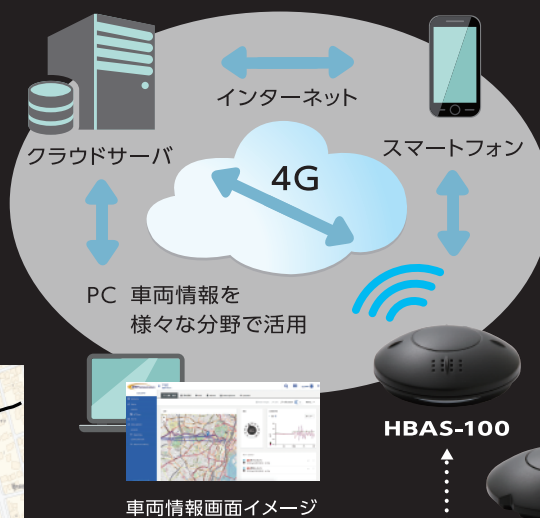 インターネット
クラウドサーバ
スマートフォン
4G
PC 車両情報を
様々な分野で活用
HBAS-100
車両情報画面イメージ